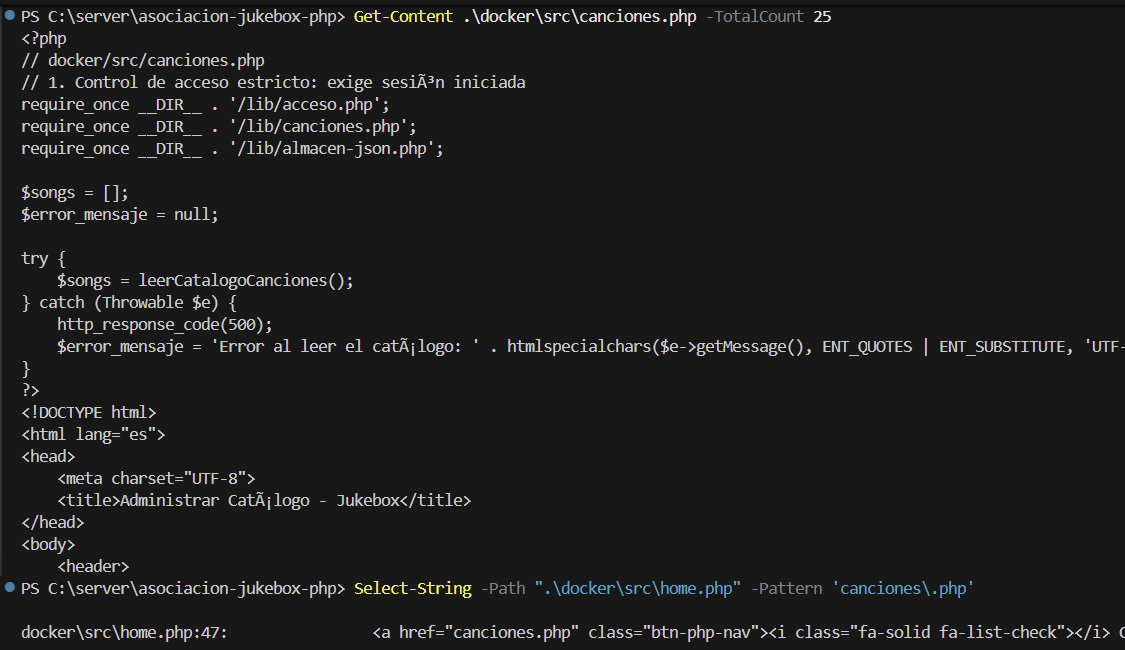 PS C:\server\asociacion-jukebox-php> Get-Content .\docker\src\canciones.php -TotalCount 25
<?php
// docker/src/canciones.php
// 1. Control de acceso estricto: exige sesiÃ³n iniciada
require_once __DIR__ . '/lib/acceso.php';
require_once __DIR__ . '/lib/canciones.php';
require_once __DIR__ . '/lib/almacen-json.php';

$songs = [];
$error_mensaje = null;

try {
    $songs = leerCatalogoCanciones();
} catch (Throwable $e) {
    http_response_code(500);
    $error_mensaje = 'Error al leer el catÃ¡logo: ' . htmlspecialchars($e->getMessage(), ENT_QUOTES | ENT_SUBSTITUTE, 'UTF-
}
?>
<!DOCTYPE html>
<html lang="es">
<head>
    <meta charset="UTF-8">
    <title>Administrar CatÃ¡logo - Jukebox</title>
</head>
<body>
    <header>
PS C:\server\asociacion-jukebox-php> Select-String -Path ".\docker\src\home.php" -Pattern 'canciones\.php'

docker\src\home.php:47:                <a href="canciones.php" class="btn-php-nav"><i class="fa-solid fa-list-check"></i>